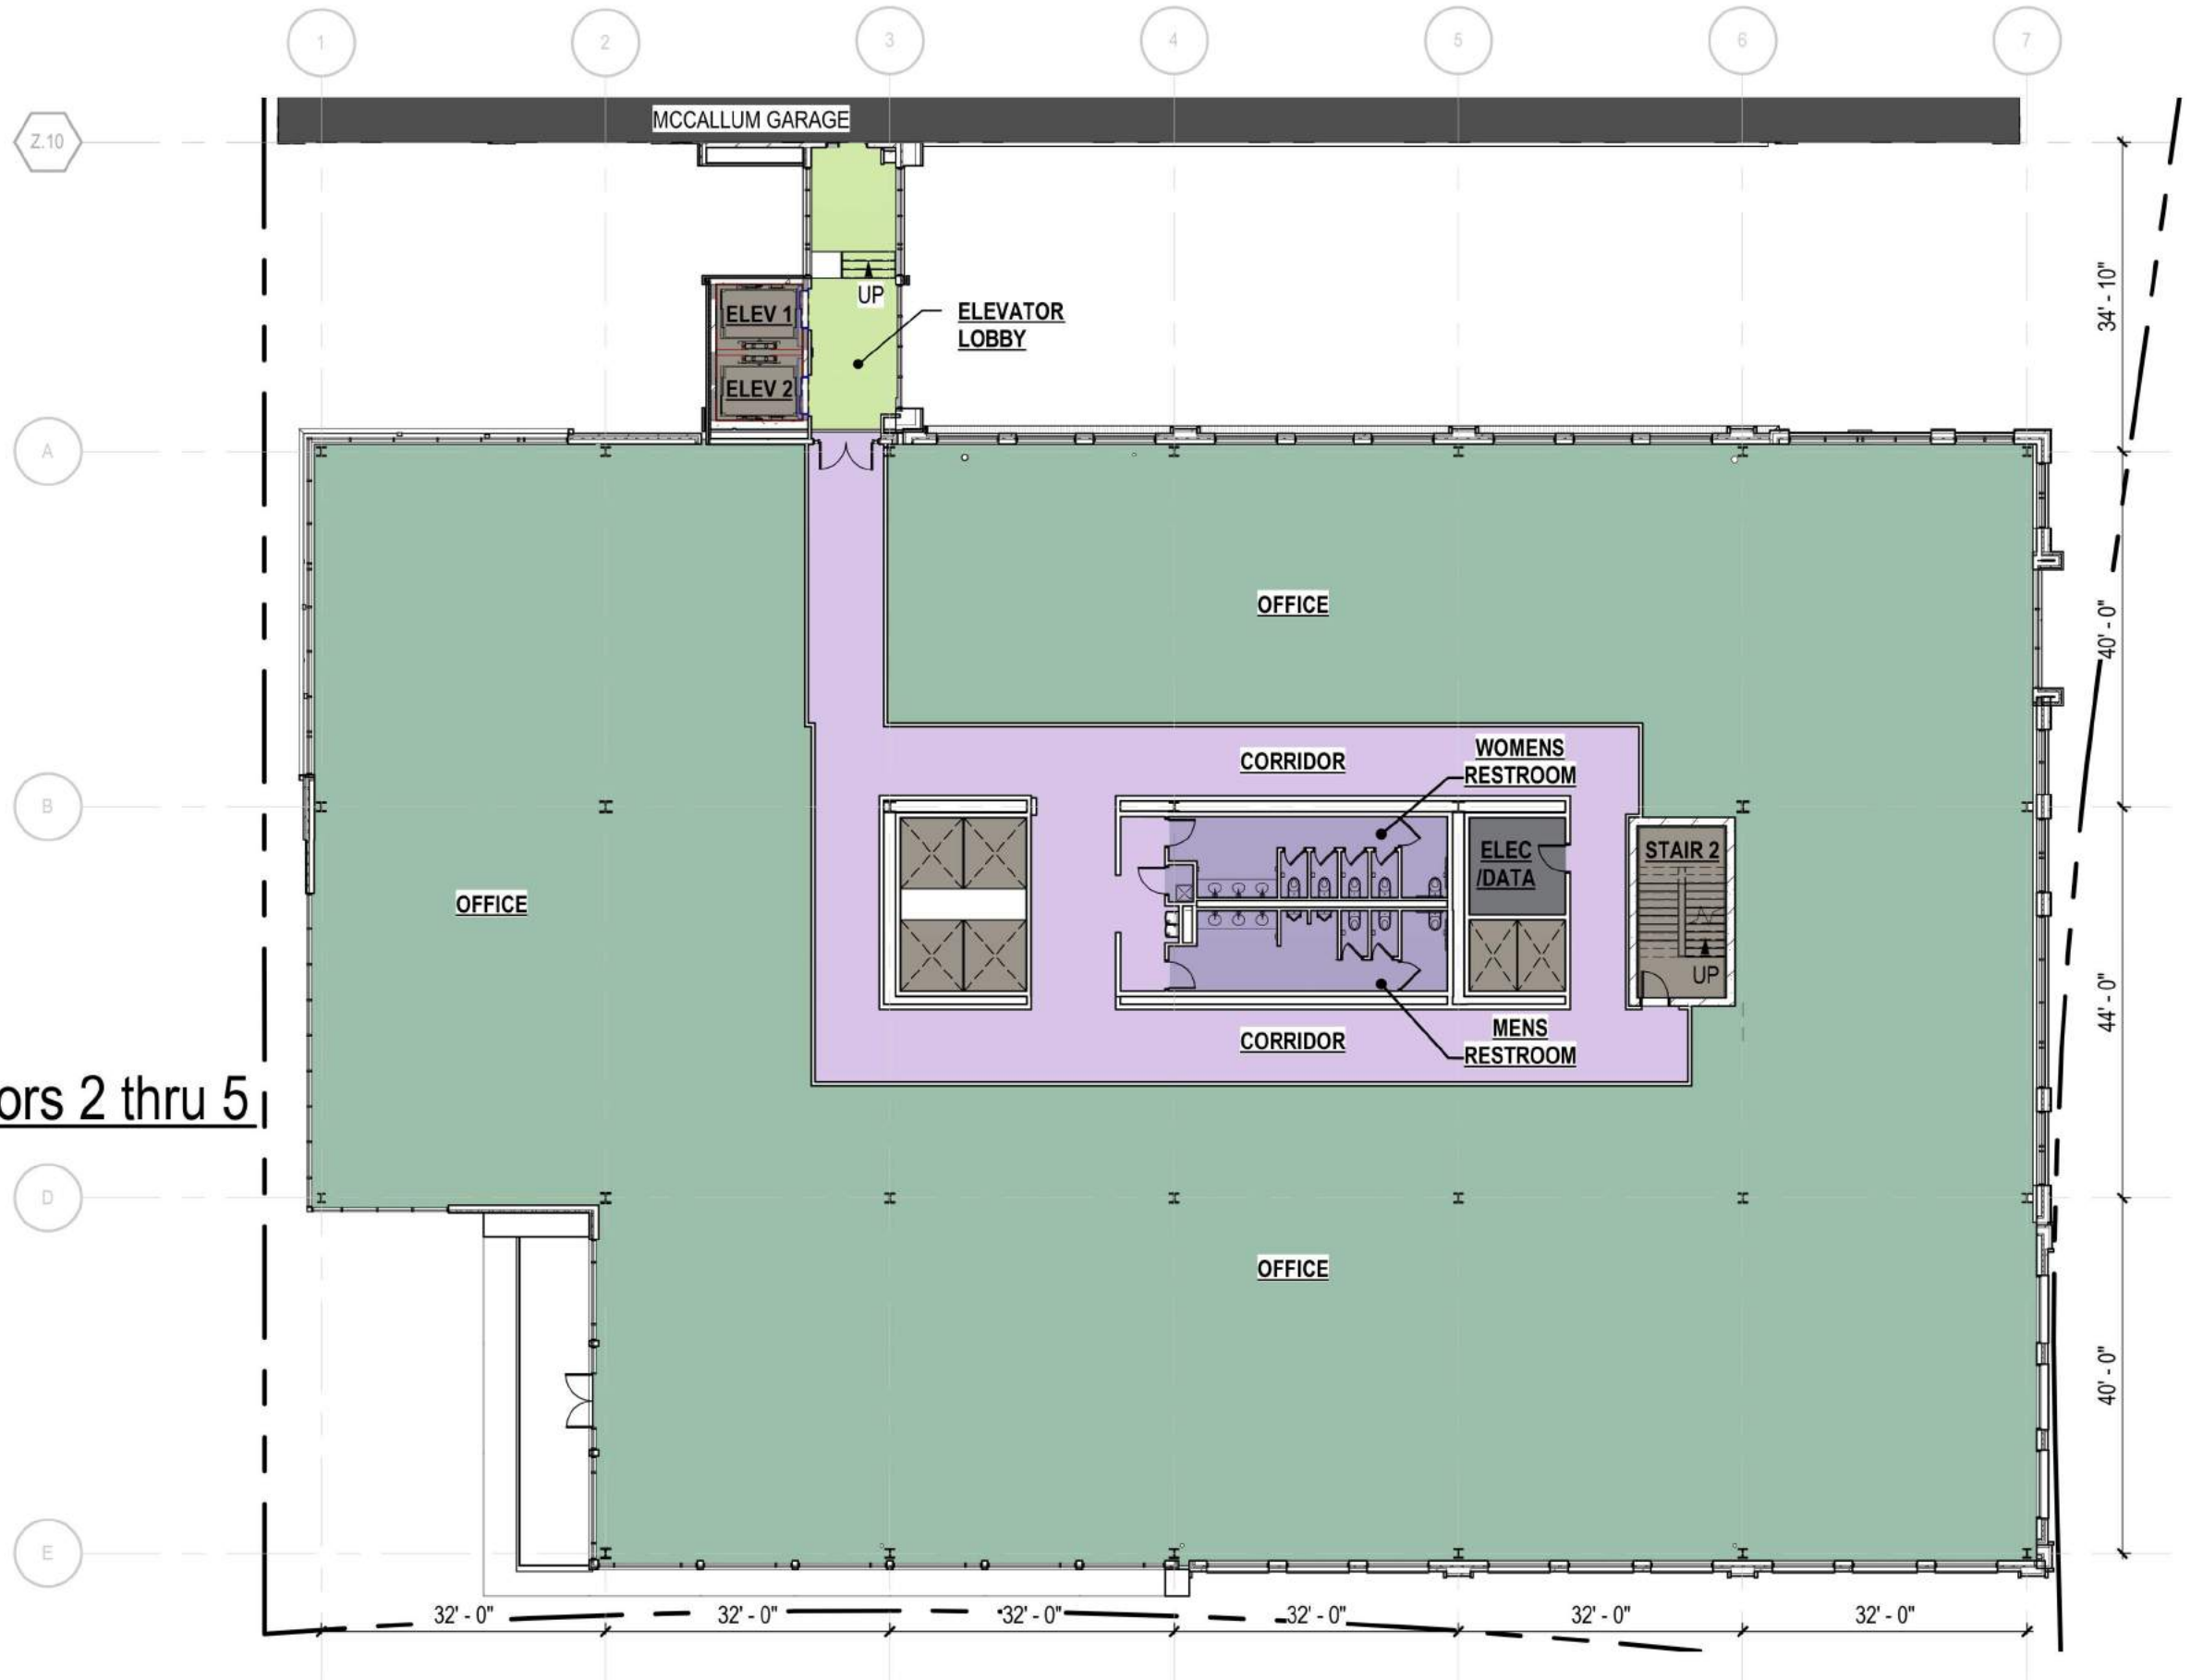 1 2 3 4 5 6 7
MCCALLUM GARAGE
Z.10
UP
34' - 10"
ELEV 1
ELEVATOR
LOBBY
ELEV 2
A
OFFICE
40' - 0"
CORRIDOR
WOMENS
RESTROOM
B
ELEC
/DATA
STAIR 2
OFFICE
UP
44' - 0"
CORRIDOR
MENS
RESTROOM
ors 2 thru 5
D
OFFICE
40' - 0"
E
32' - 0" 32' - 0" 32' - 0" 32' - 0" 32' - 0" 32' - 0"